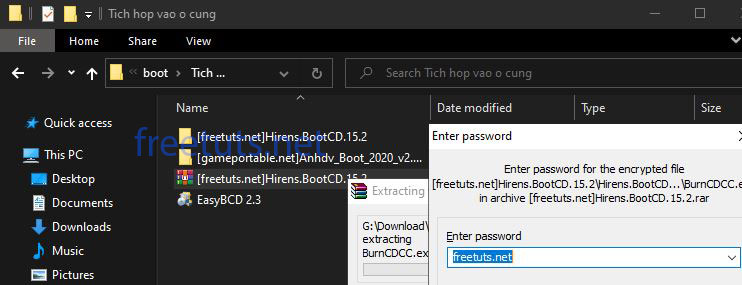 Tich hop vao o cung
File Home Share View
boot Tich ...
Search Tich hop vao o cung
Name Date modified Type Size
Quick access
This PC
Desktop
Documents
Downloads
Music
Pictures
[freetuts.net]Hirens.BootCD.15.2
freetuts.net
[gameportable.net]Anhdv_Boot_2020_v2....
[freetuts.net]Hirens.BootCD.15.2
EasyBCD 2.3
Extracting
G:\Download\
extracting
BurnCDCC.ex
Enter password
Enter password for the encrypted file
[freetuts.net]Hirens.BootCD.15.2\Hirens.BootCD...\BurnCDCC.e
in archive [freetuts.net]Hirens.BootCD.15.2.rar
Enter password
freetuts.net